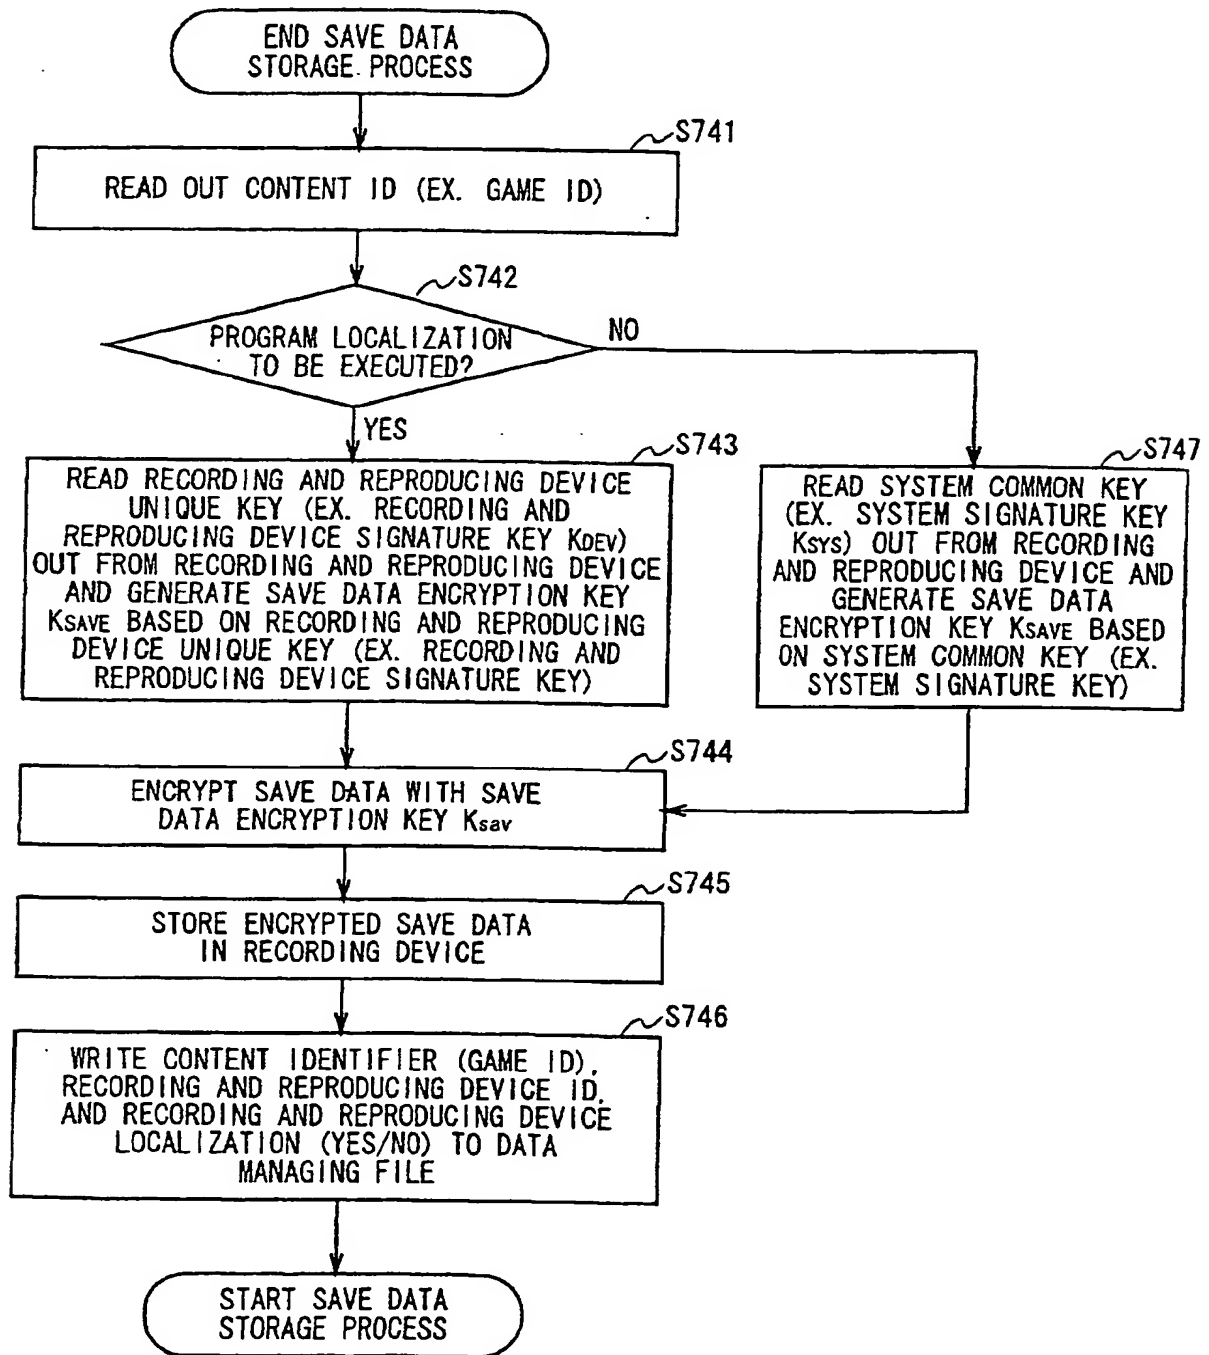 END SAVE DATA
STORAGE PROCESS
S741
READ OUT CONTENT ID (EX. GAME ID)
S742
PROGRAM LOCALIZATION
TO BE EXECUTED?
NO
YES
S743
READ RECORDING AND REPRODUCING DEVICE
UNIQUE KEY (EX. RECORDING AND
REPRODUCING DEVICE SIGNATURE KEY KDEV)
OUT FROM RECORDING AND REPRODUCING DEVICE
AND GENERATE SAVE DATA ENCRYPTION KEY
KSAVE BASED ON RECORDING AND REPRODUCING
DEVICE UNIQUE KEY (EX. RECORDING AND
REPRODUCING DEVICE SIGNATURE KEY)
S747
READ SYSTEM COMMON KEY
(EX. SYSTEM SIGNATURE KEY
KSYS) OUT FROM RECORDING
AND REPRODUCING DEVICE AND
GENERATE SAVE DATA
ENCRYPTION KEY KSAVE BASED
ON SYSTEM COMMON KEY (EX.
SYSTEM SIGNATURE KEY)
S744
ENCRYPT SAVE DATA WITH SAVE
DATA ENCRYPTION KEY Ksav
S745
STORE ENCRYPTED SAVE DATA
IN RECORDING DEVICE
S746
WRITE CONTENT IDENTIFIER (GAME ID),
RECORDING AND REPRODUCING DEVICE ID,
AND RECORDING AND REPRODUCING DEVICE
LOCALIZATION (YES/NO) TO DATA
MANAGING FILE
START SAVE DATA
STORAGE PROCESS